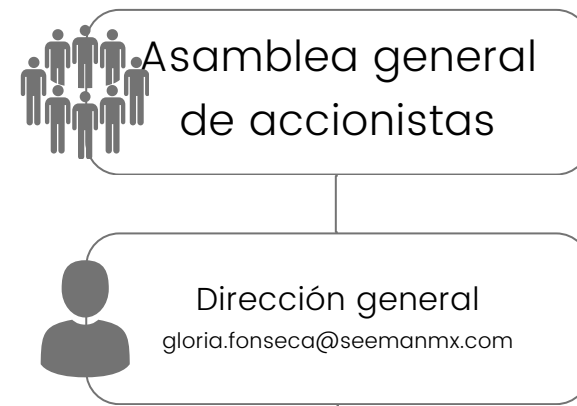 Asamblea general
de accionistas
Dirección general
gloria.fonseca@seemanmx.com